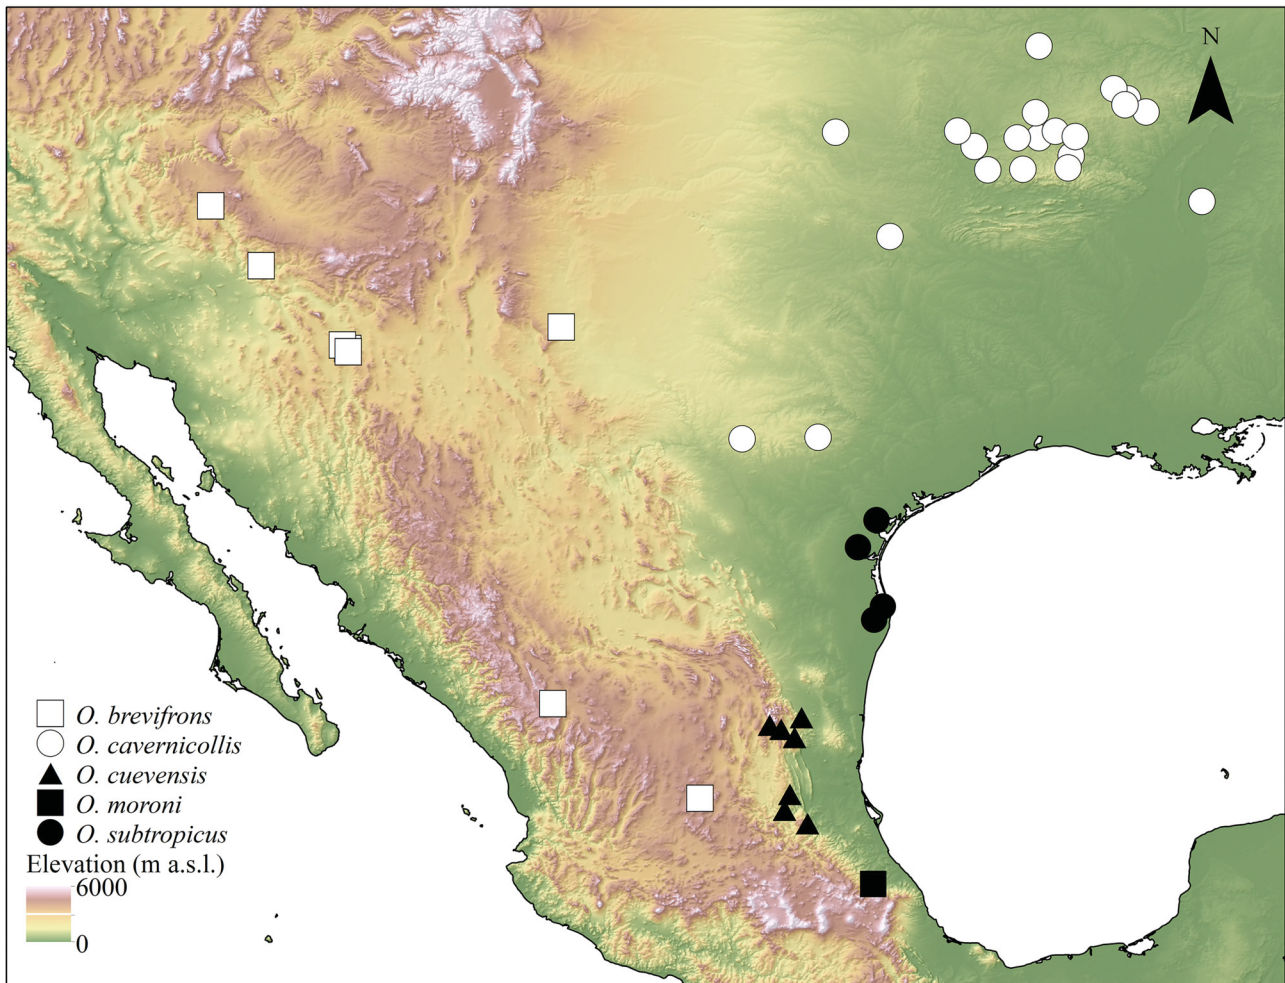 N
O. brevifrons
O. cavernicollis
O. cuevensis
O. moroni
O. subtropicus
Elevation (m a.s.l.)
6000
0